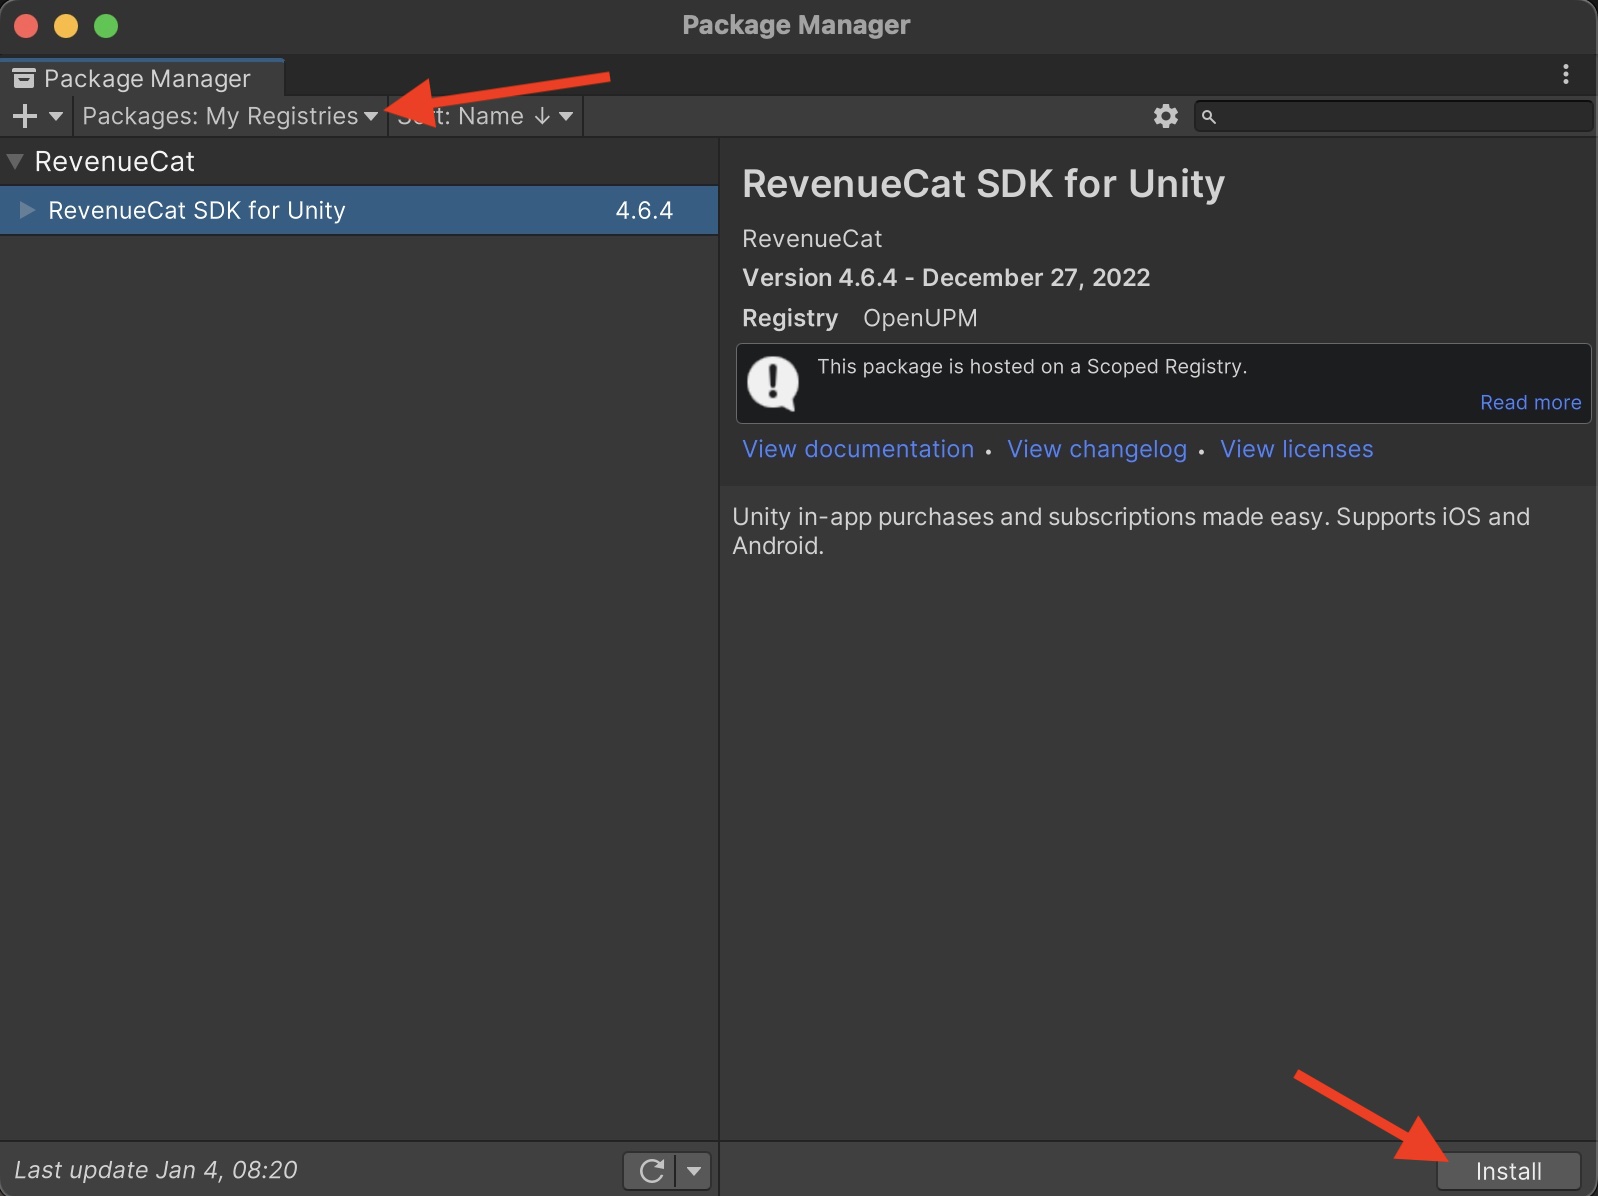 Package Manager
Package Manager
Packages: My Registries
Sort: Name ↓
RevenueCat
RevenueCat SDK for Unity 4.6.4
RevenueCat SDK for Unity
RevenueCat
Version 4.6.4 - December 27, 2022
Registry OpenUPM
This package is hosted on a Scoped Registry.
Read more
View documentation • View changelog • View licenses
Unity in-app purchases and subscriptions made easy. Supports iOS and
Android.
Last update Jan 4, 08:20
Install